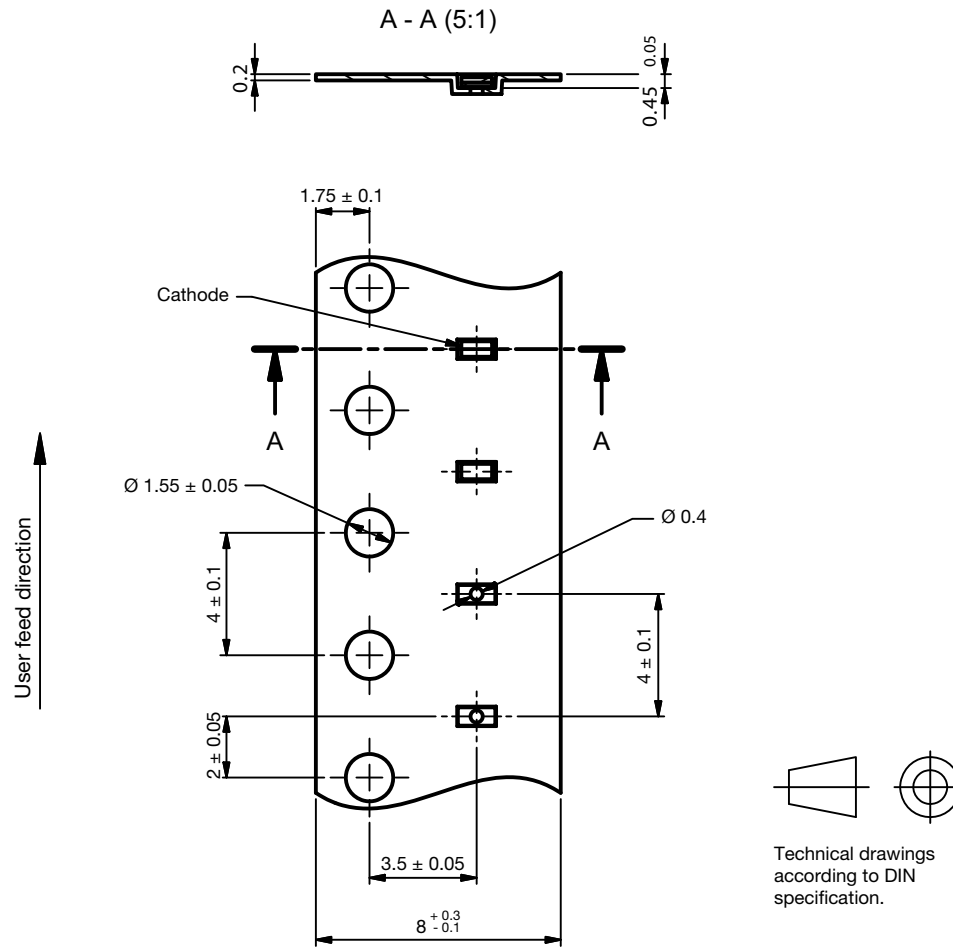 A - A (5:1)
0.2
0.05
0.45
1.75 ± 0.1
Cathode
A
A
User feed direction
Ø 1.55 ± 0.05
Ø 0.4
4 ± 0.1
4 ± 0.1
2 ± 0.05
3.5 ± 0.05
8 + 0.3 - 0.1
Technical drawings
according to DIN
specification.